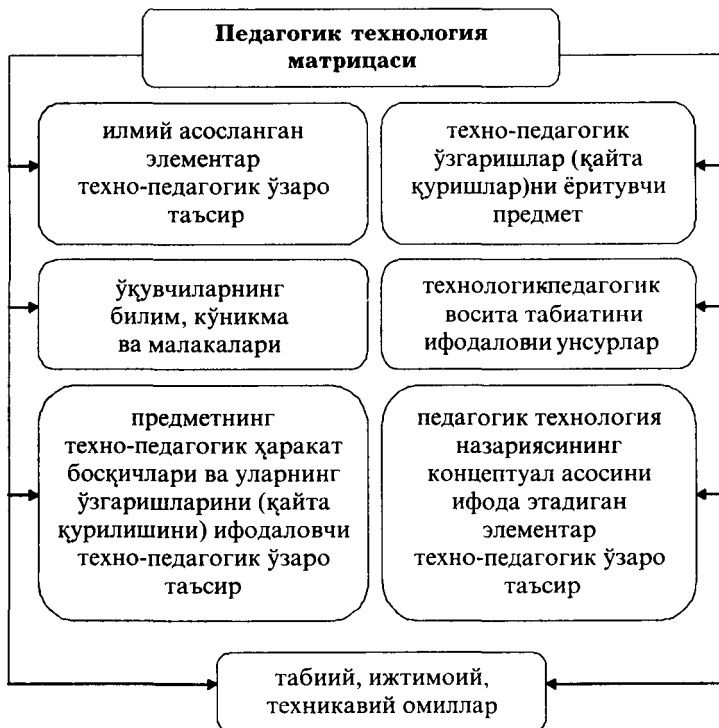 Педагогик технология
матрицаси
илмий асосланган
элементар
техно-педагогик ўзаро
таъсир
техно-педагогик
ўзгаришлар (қайта
қуришлар)ни ёритувчи
предмет
ўқувчиларнинг
билим, кўникма
ва малакалари
технологик-педагогик
восита табиатини
ифодаловчи унсурлар
предметнинг
техно-педагогик ҳаракат
босқичлари ва уларнинг
ўзгаришларини (қайта
қурилишини) ифодаловчи
техно-педагогик ўзаро
таъсир
педагогик технология
назариясининг
концептуал асосини
ифода этадиган
элементар
техно-педагогик ўзаро
таъсир
табиий, ижтимоий,
техникавий омиллар